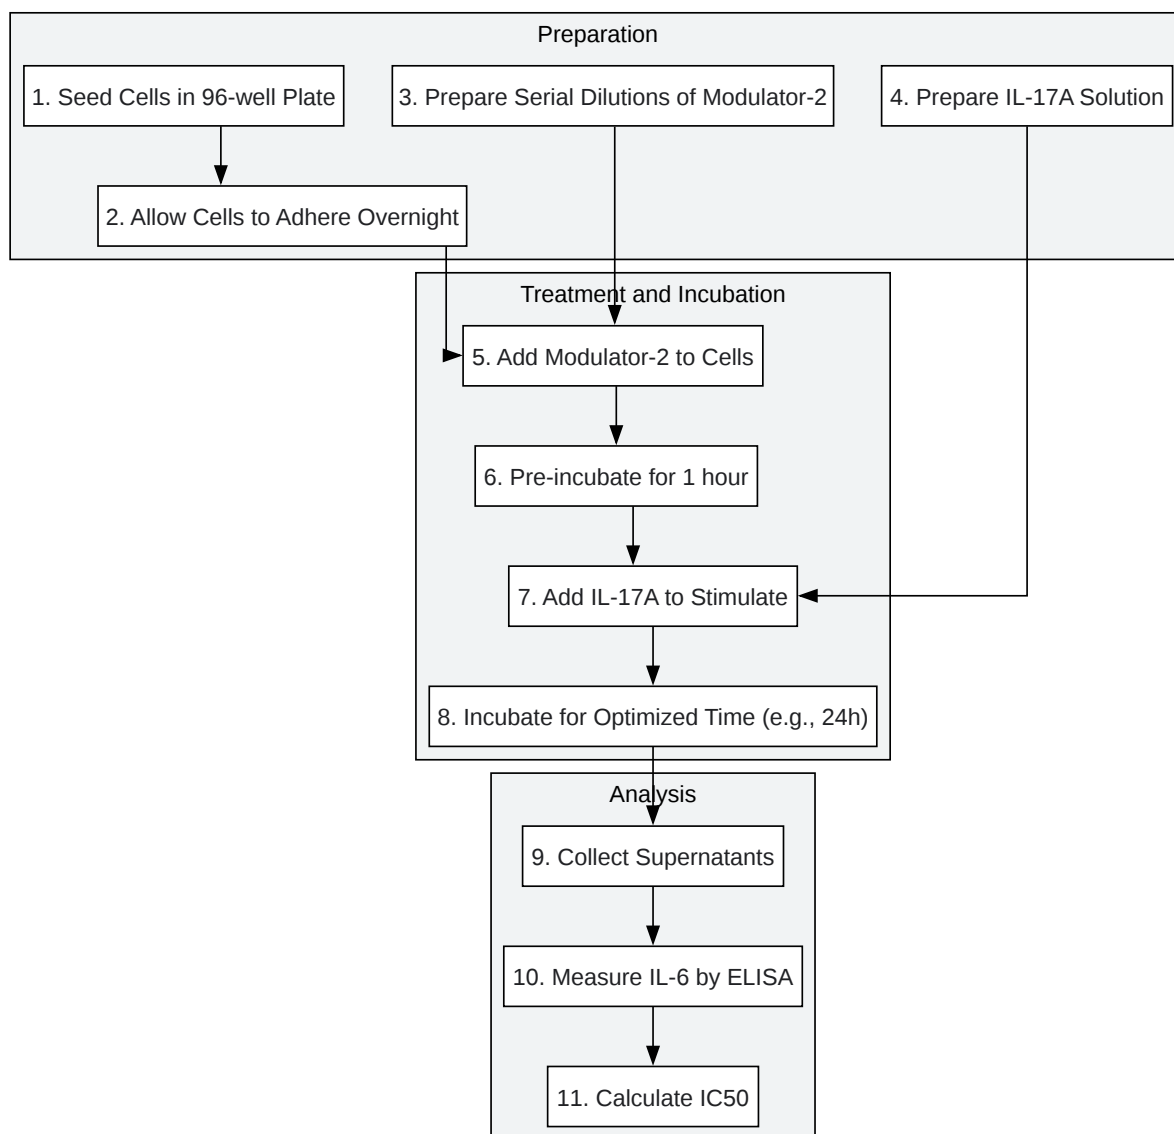 Preparation
1. Seed Cells in 96-well Plate
3. Prepare Serial Dilutions of Modulator-2
4. Prepare IL-17A Solution
2. Allow Cells to Adhere Overnight
Treatment and Incubation
5. Add Modulator-2 to Cells
6. Pre-incubate for 1 hour
7. Add IL-17A to Stimulate
8. Incubate for Optimized Time (e.g., 24h)
Analysis
9. Collect Supernatants
10. Measure IL-6 by ELISA
11. Calculate IC50